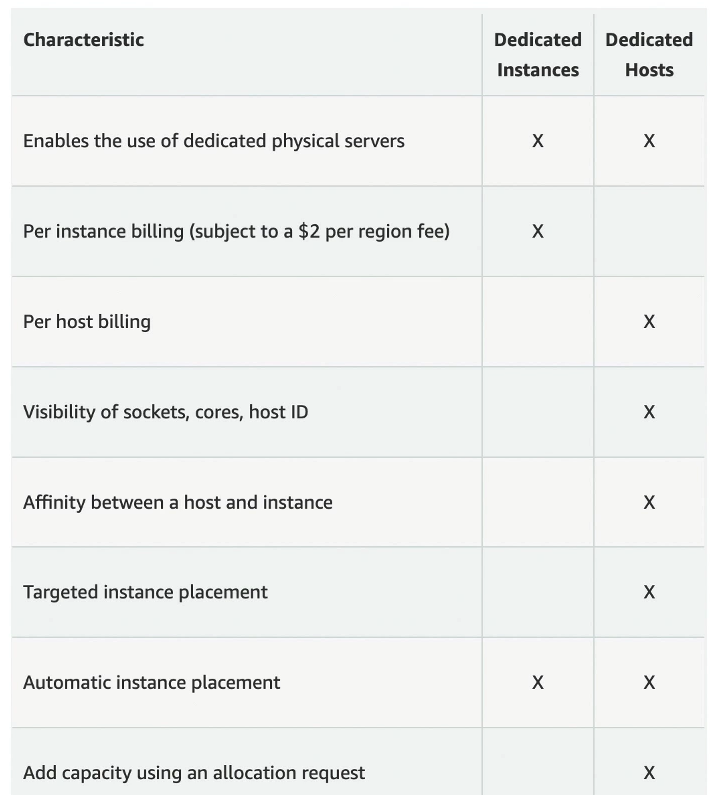 Characteristic
Dedicated Instances
Dedicated Hosts
Enables the use of dedicated physical servers X X
Per instance billing (subject to a $2 per region fee) X
Per host billing X
Visibility of sockets, cores, host ID X
Affinity between a host and instance X
Targeted instance placement X
Automatic instance placement X X
Add capacity using an allocation request X